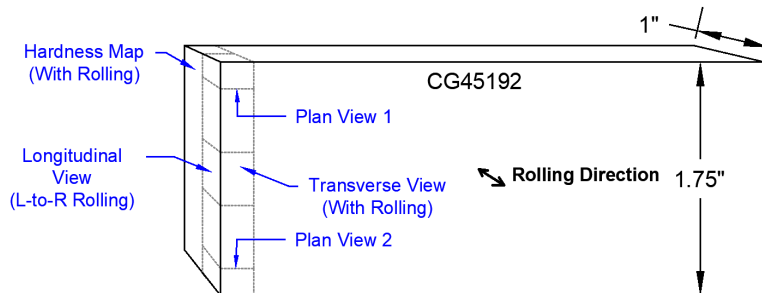 1"
Hardness Map
(With Rolling)
CG45192
Plan View 1
Longitudinal
View
(L-to-R Rolling)
Transverse View
(With Rolling)
Rolling Direction
1.75"
Plan View 2